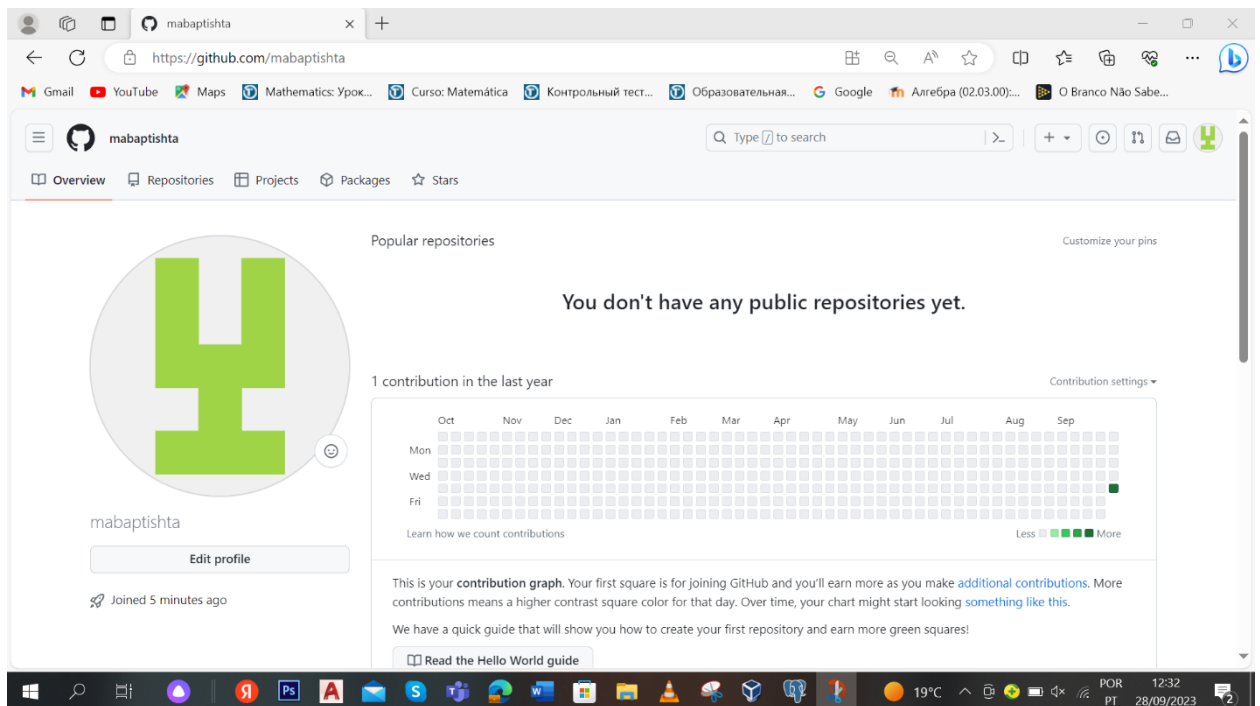 mabaptishta
https://github.com/mabaptishta
Gmail YouTube Maps Mathematics: Урок... Curso: Matemática Контрольный тест... Образовательная... Google Алгебра (02.03.00):... O Branco Não Sabe...
mabaptishta Type / to search
Overview Repositories Projects Packages Stars
Popular repositories Customize your pins
You don't have any public repositories yet.
1 contribution in the last year Contribution settings
Oct Nov Dec Jan Feb Mar Apr May Jun Jul Aug Sep
Mon
Wed
Fri
Learn how we count contributions Less More
mabaptishta
Edit profile
Joined 5 minutes ago
This is your contribution graph. Your first square is for joining GitHub and you'll earn more as you make additional contributions. More
contributions means a higher contrast square color for that day. Over time, your chart might start looking something like this.
We have a quick guide that will show you how to create your first repository and earn more green squares!
Read the Hello World guide
19°C POR 12:32
PT 28/09/2023 2